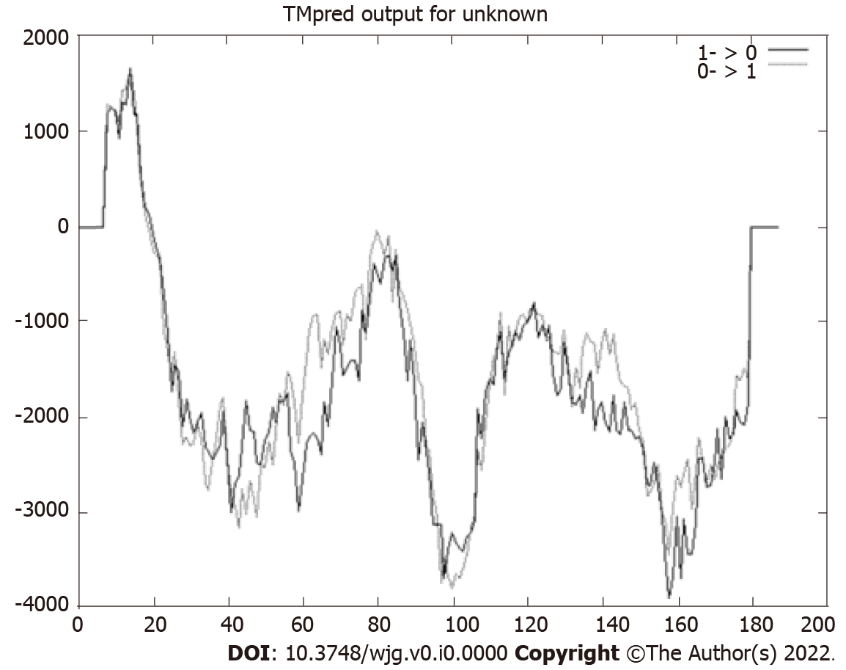 TMpred output for unknown
2000
1- > 0
0- > 1
1000
0
-1000
-2000
-3000
-4000
0 20 40 60 80 100 120 140 160 180 200
DOI: 10.3748/wjg.v0.i0.0000 Copyright ©The Author(s) 2022.